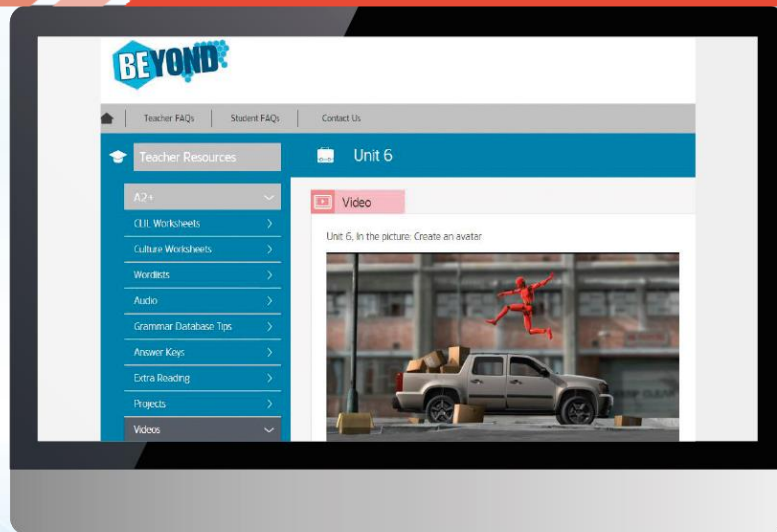 BEYOND
Teacher FAQs
Student FAQs
Contact Us
Teacher Resources
Unit 6
A2+
Video
CLIL Worksheets
Unit 6, In the picture: Create an avatar
Culture Worksheets
Wordlists
Audio
Grammar Database Tips
Answer Keys
Extra Reading
Projects
Videos